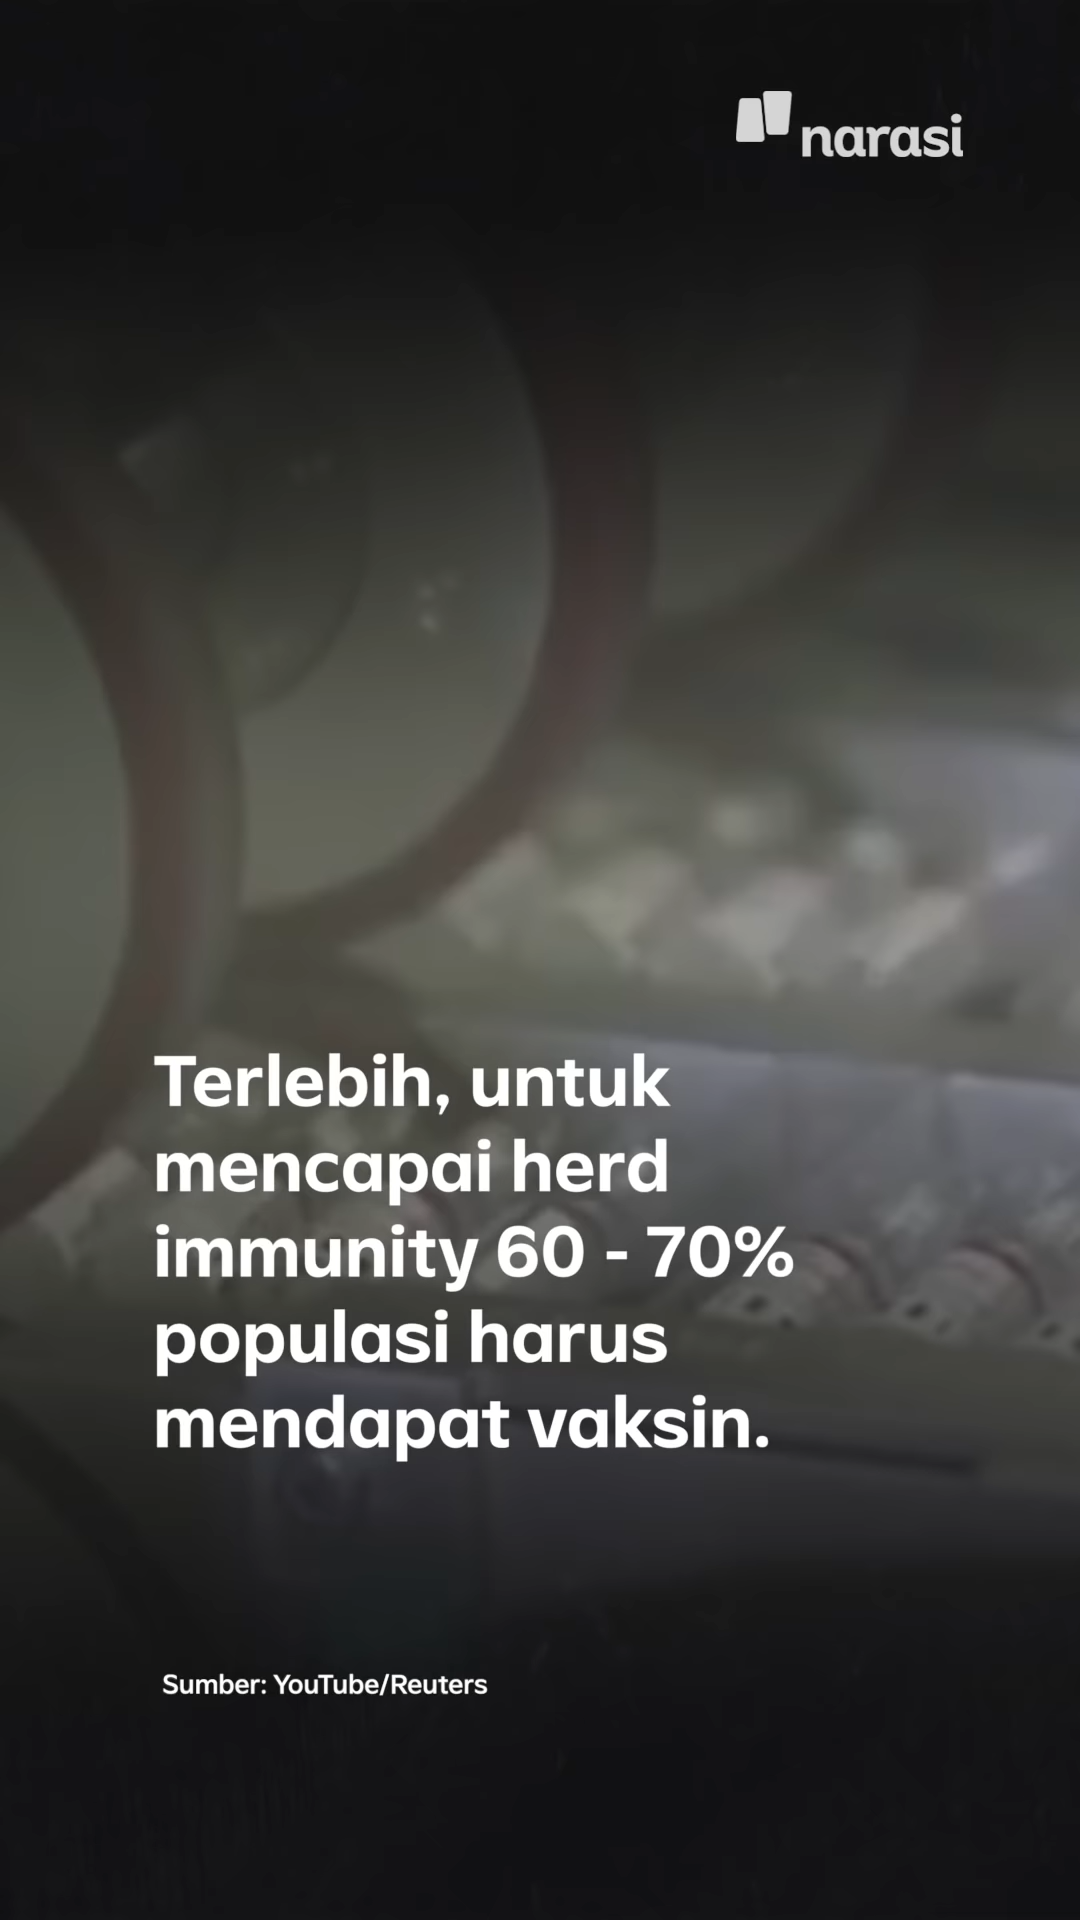 narasi
Terlebih, untuk
mencapai herd
immunity 60 - 70%
populasi harus
mendapat vaksin.
Sumber: YouTube/Reuters